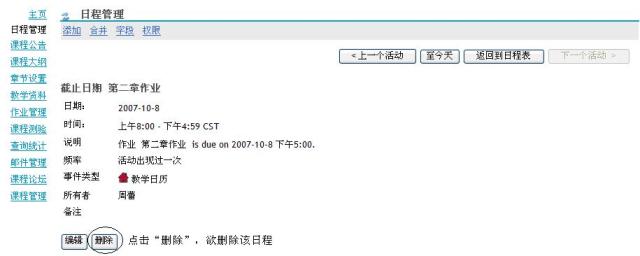 主页
日程管理
课程公告
课程大纲
章节设置
教学资料
作业管理
课程测验
查询统计
邮件管理
课程论坛
课程管理
日程管理
添加 合并 字段 权限
<上一个活动 至今天 返回到日程表 下一个活动 >
截止日期 第二章作业
日期: 2007-10-8
时间: 上午8:00 - 下午4:59 CST
说明 作业 第二章作业 is due on 2007-10-8 下午5:00.
频率 活动出现过一次
事件类型 教学日历
所有者 周蕾
备注
编辑 删除 点击“删除”，欲删除该日程